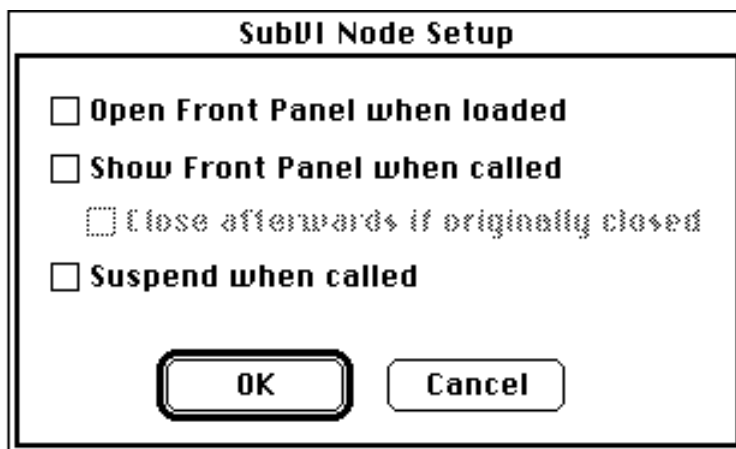 SubVI Node Setup
Open Front Panel when loaded
Show Front Panel when called
Close afterwards if originally closed
Suspend when called
OK Cancel